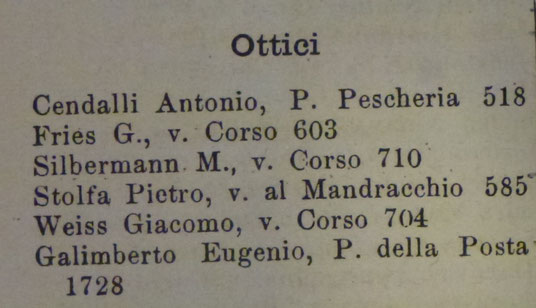 Ottici
Cendalli Antonio, P. Pescheria 518
Fries G., v. Corso 603
Silbermann M., v. Corso 710
Stolfa Pietro, v. al Mandracchio 585
Weiss Giacomo, v. Corso 704
Galimberto Eugenio, P. della Posta
1728